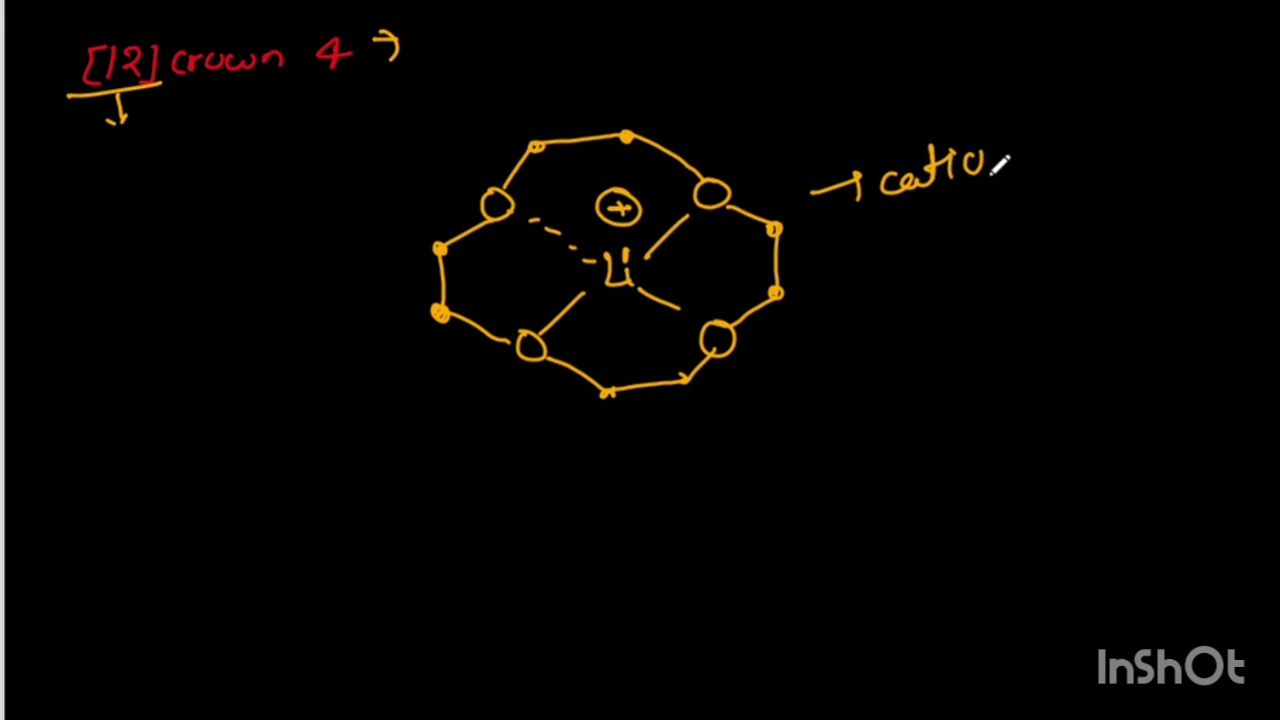 [12] crown 4 →
⊕
→ catio
Li
InShOt